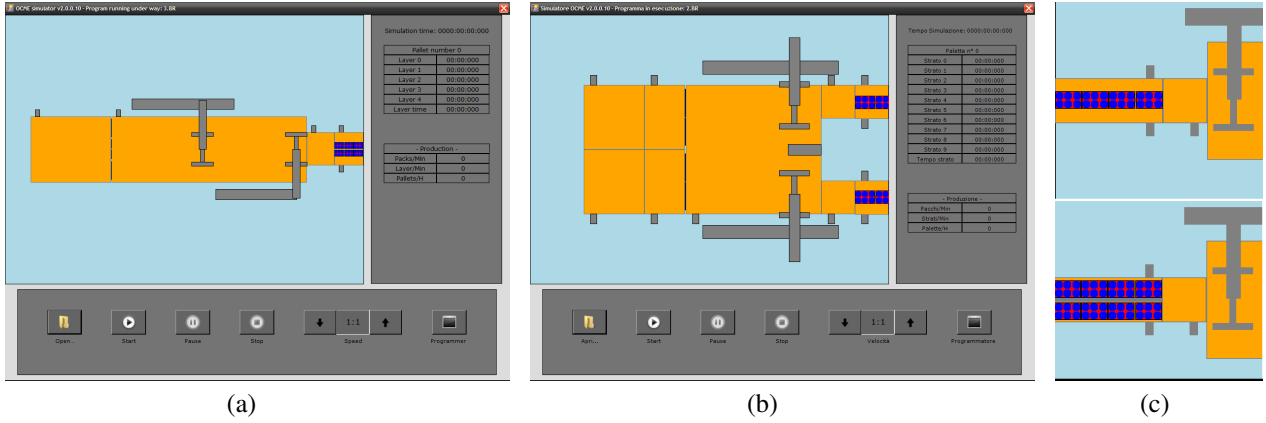 OCME simulator v2.0.0.10 - Program running under way: 3.BR
Simulation time: 0000:00:00:000
Pallet number 0
Layer 0 00:00:000
Layer 1 00:00:000
Layer 2 00:00:000
Layer 3 00:00:000
Layer 4 00:00:000
Layer time 00:00:000
- Production -
Packs/Min 0
Layer/Min 0
Pallets/H 0
Open...
Start
Pause
Stop
1:1
Speed
Programmer
(a)
Simulatore OCME v2.0.0.10 - Programma in esecuzione: 2.BR
Tempo Simulazione: 0000:00:00:000
Paletta n° 0
Strato 0 00:00:000
Strato 1 00:00:000
Strato 2 00:00:000
Strato 3 00:00:000
Strato 4 00:00:000
Strato 5 00:00:000
Strato 6 00:00:000
Strato 7 00:00:000
Strato 8 00:00:000
Strato 9 00:00:000
Tempo strato 00:00:000
- Produzione -
Pacchi/Min 0
Strati/Min 0
Palette/H 0
Apri...
Start
Pause
Stop
1:1
Velocità
Programmatore
(b)
(c)